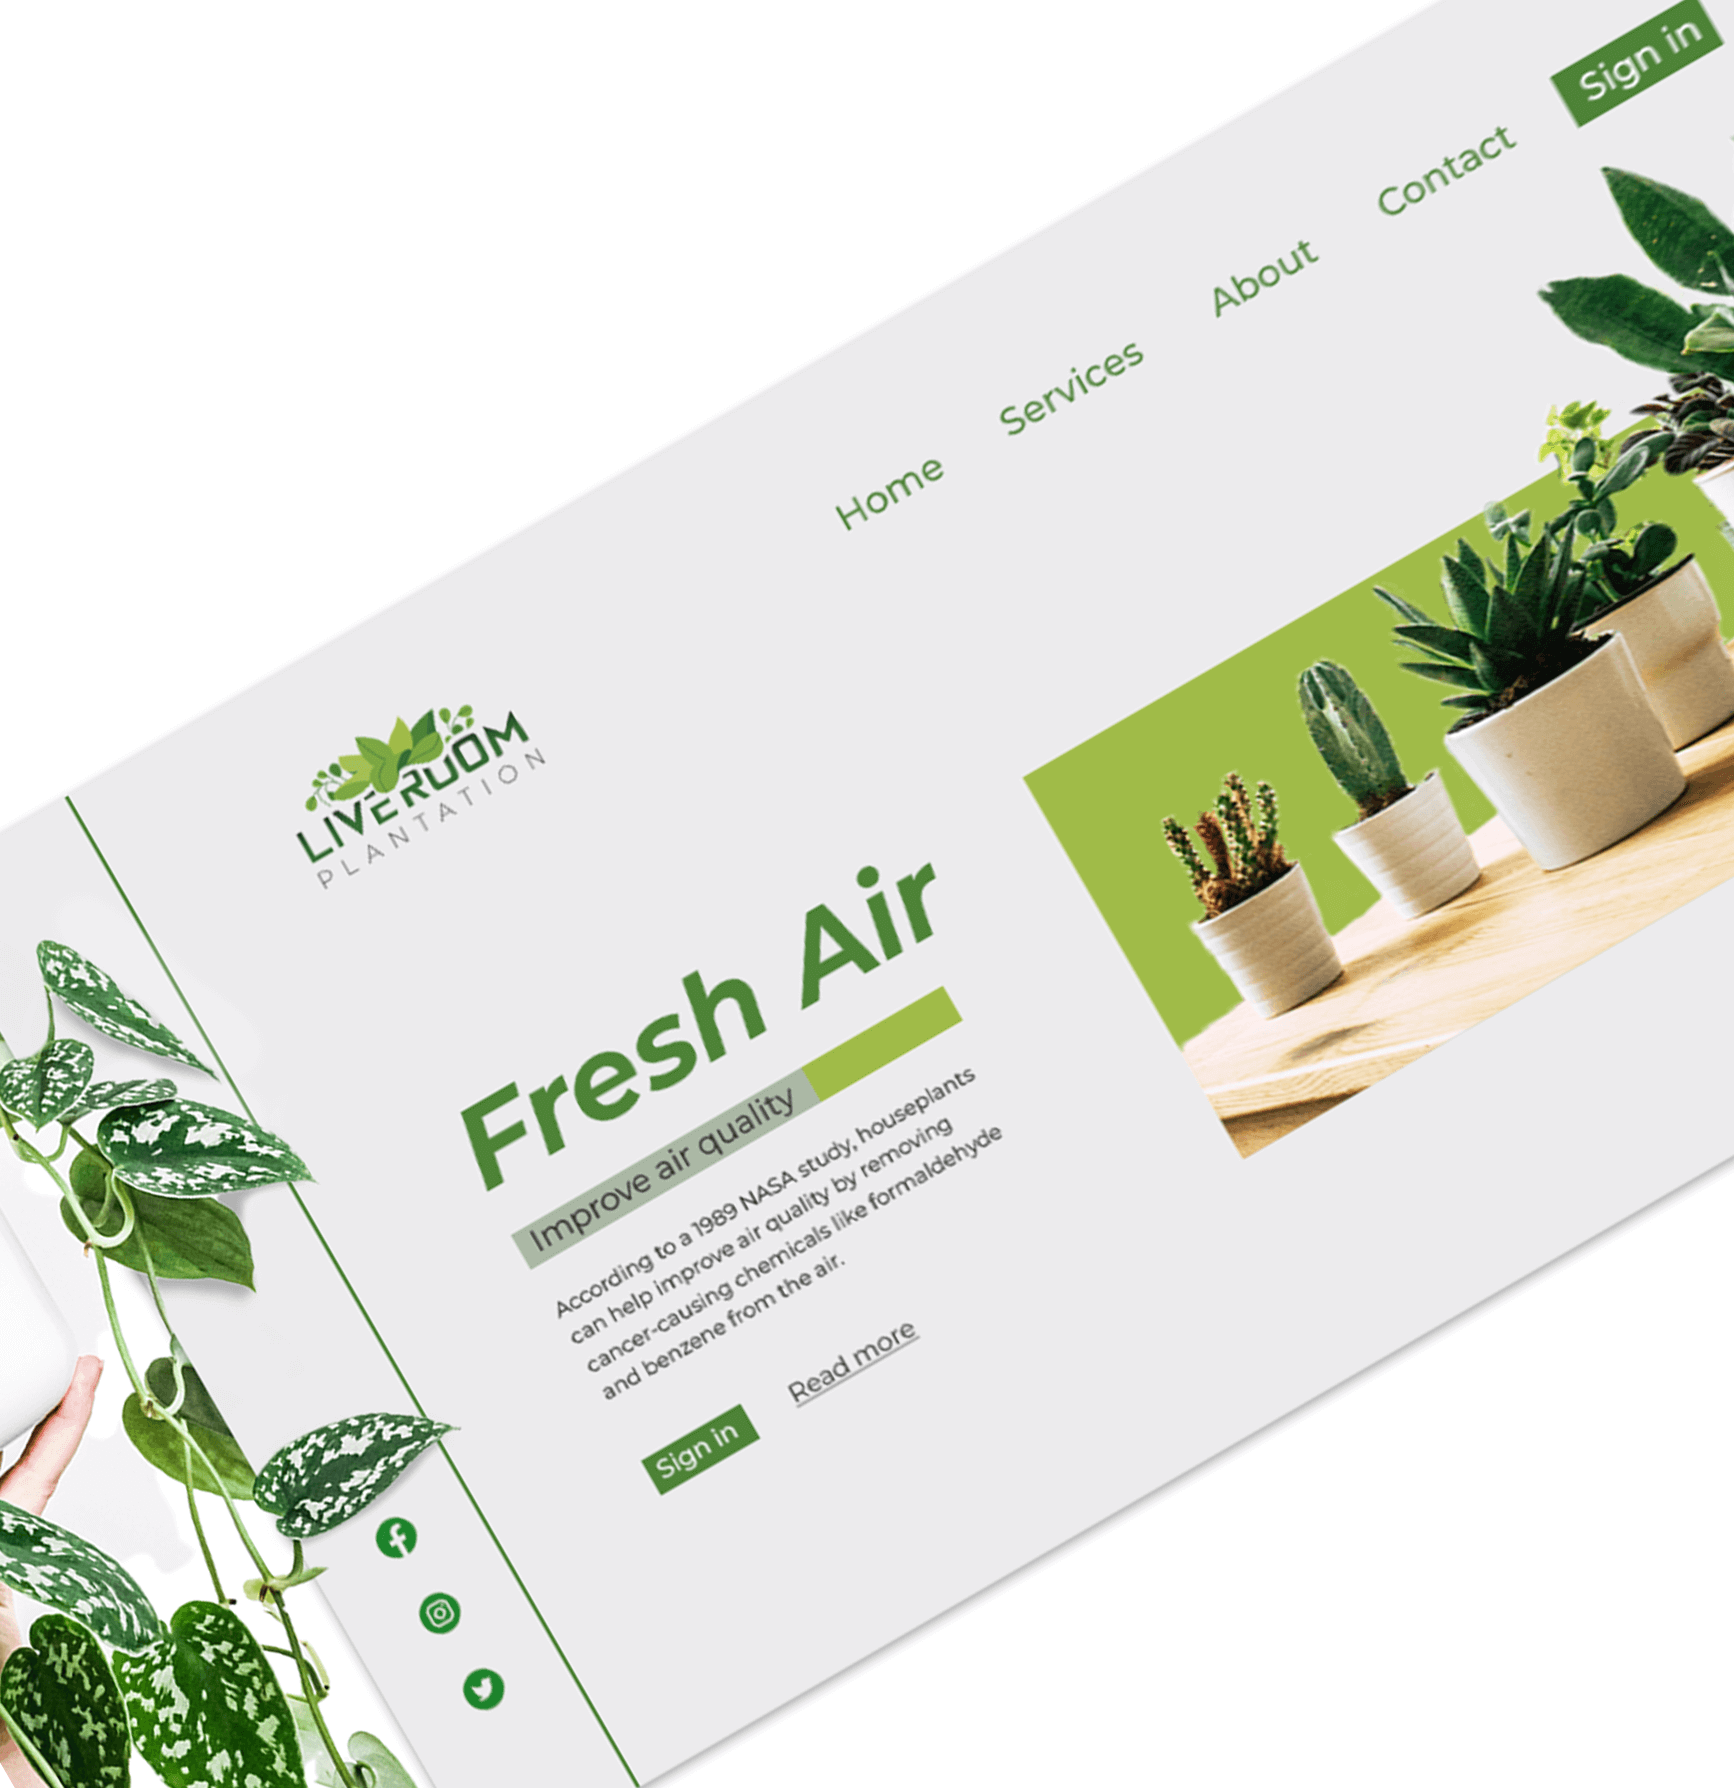 Home
Services
About
Contact
Sign in
LIVEROOM
PLANTATION
Fresh Air
Improve air quality
According to a 1989 NASA study, houseplants
can help improve air quality by removing
cancer-causing chemicals like formaldehyde
and benzene from the air.
Sign in
Read more